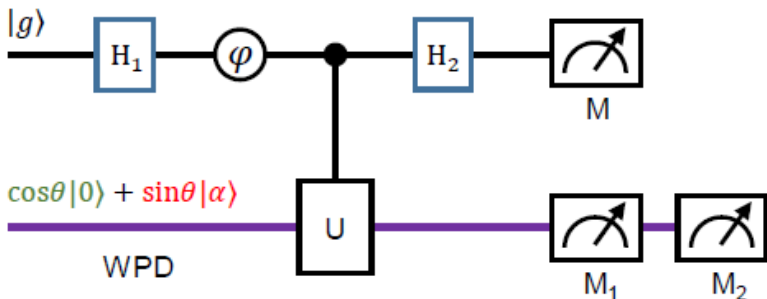 |g⟩
H₁ φ H₂
M
cosθ|0⟩ + sinθ|α⟩
U
WPD
M₁ M₂